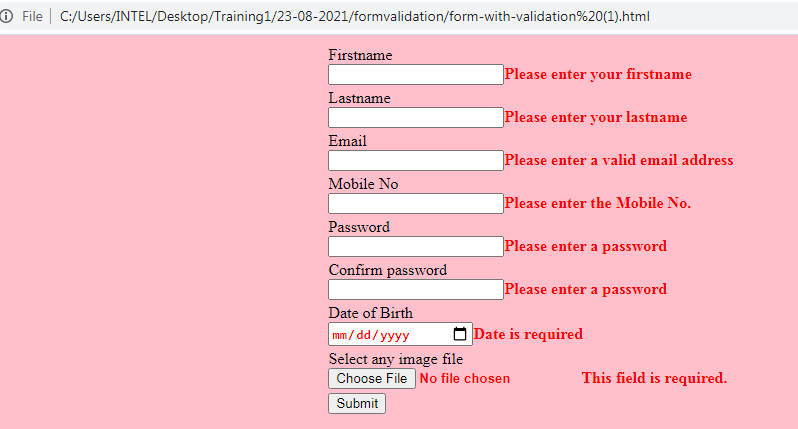 File | C:/Users/INTEL/Desktop/Training1/23-08-2021/formvalidation/form-with-validation%20(1).html
Firstname
Please enter your firstname
Lastname
Please enter your lastname
Email
Please enter a valid email address
Mobile No
Please enter the Mobile No.
Password
Please enter a password
Confirm password
Please enter a password
Date of Birth
mm/dd/yyyy Date is required
Select any image file
Choose File No file chosen This field is required.
Submit